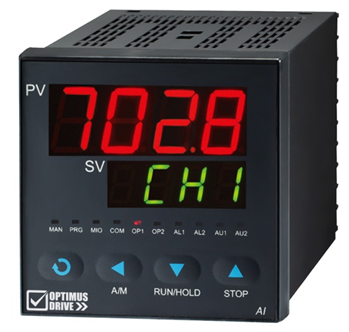 PV 702.8
SV CH1
MAN PRG MIO COM OP1 OP2 AL1 AL2 AU1 AU2
A/M RUN/HOLD STOP
OPTIMUS
DRIVE
AI